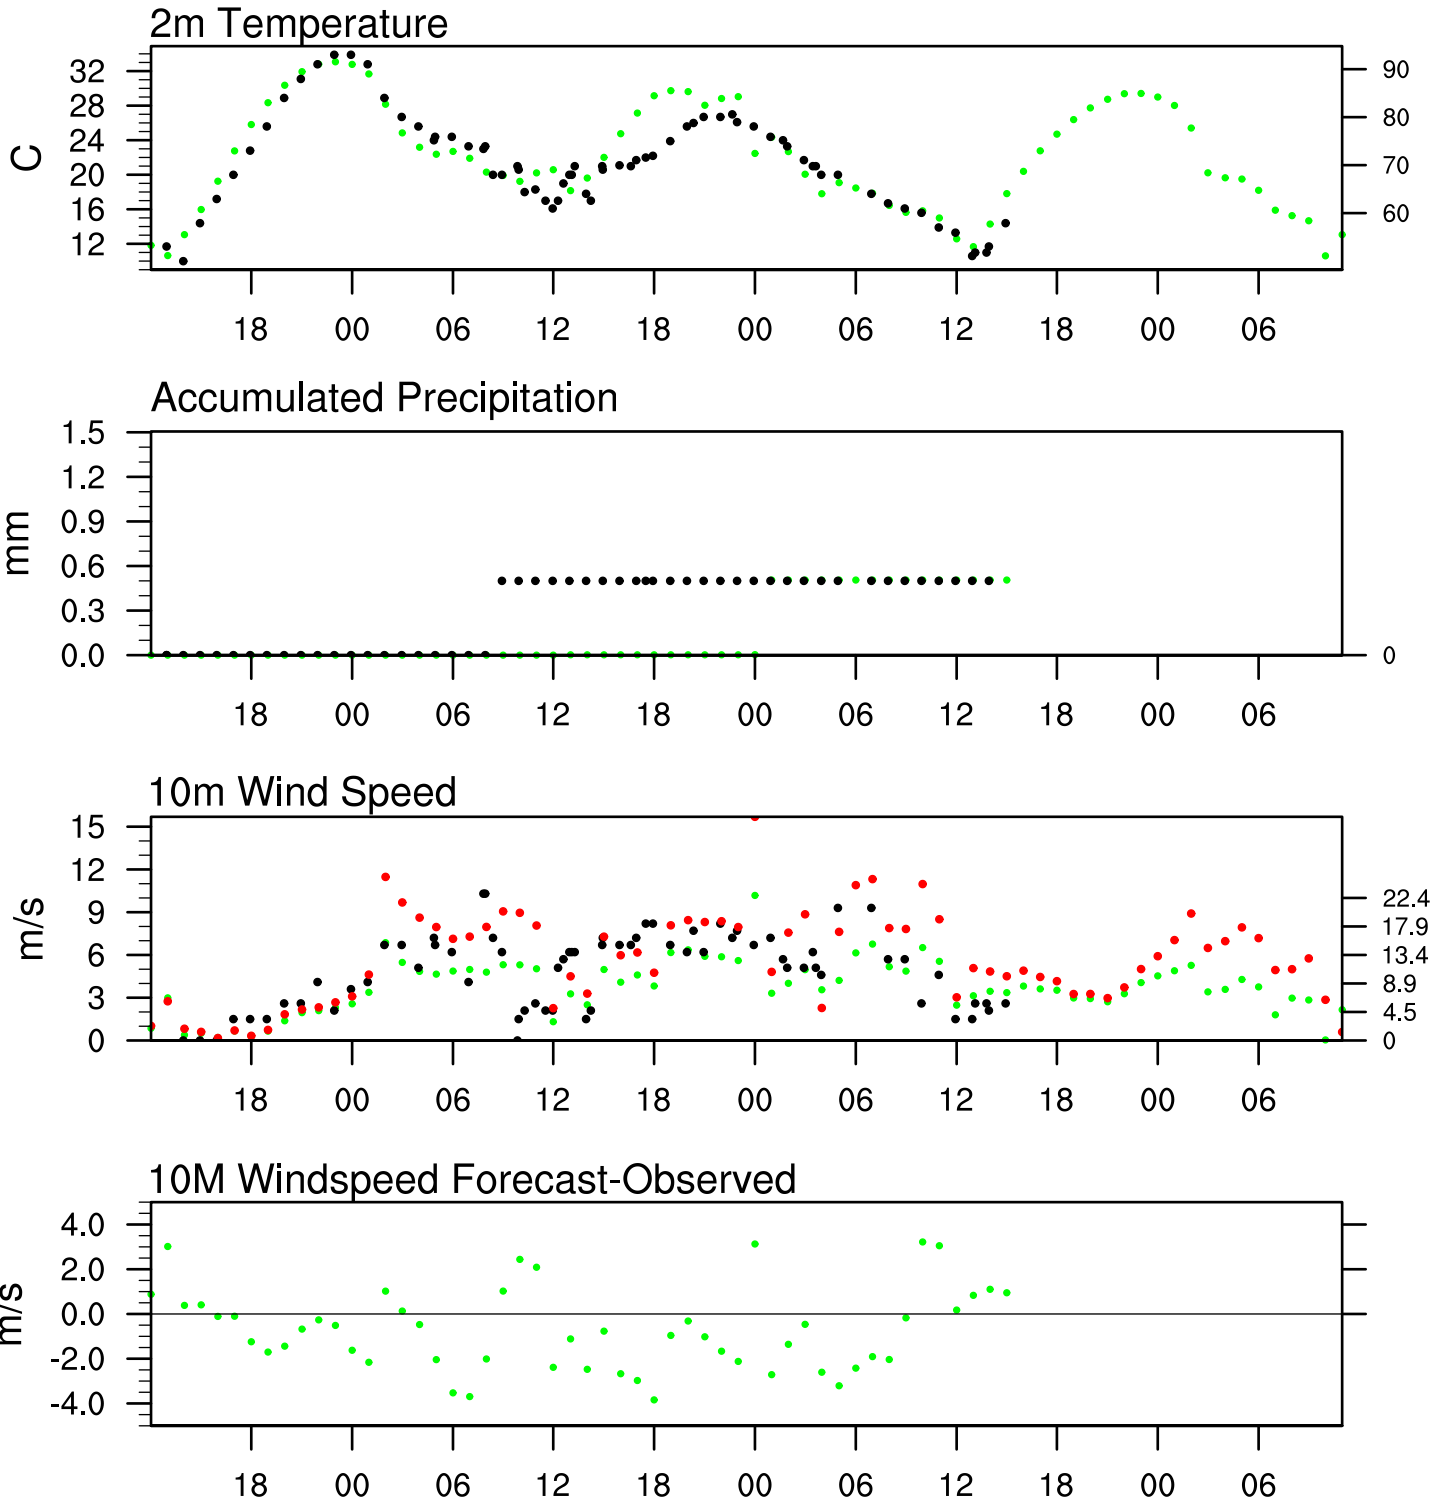 2m Temperature
C
32
28
24
20
16
12
90
80
70
60
18 00 06 12 18 00 06 12 18 00 06
Accumulated Precipitation
mm
1.5
1.2
0.9
0.6
0.3
0.0
0
18 00 06 12 18 00 06 12 18 00 06
10m Wind Speed
m/s
15
12
9
6
3
0
22.4
17.9
13.4
8.9
4.5
0
18 00 06 12 18 00 06 12 18 00 06
10M Windspeed Forecast-Observed
m/s
4.0
2.0
0.0
-2.0
-4.0
18 00 06 12 18 00 06 12 18 00 06